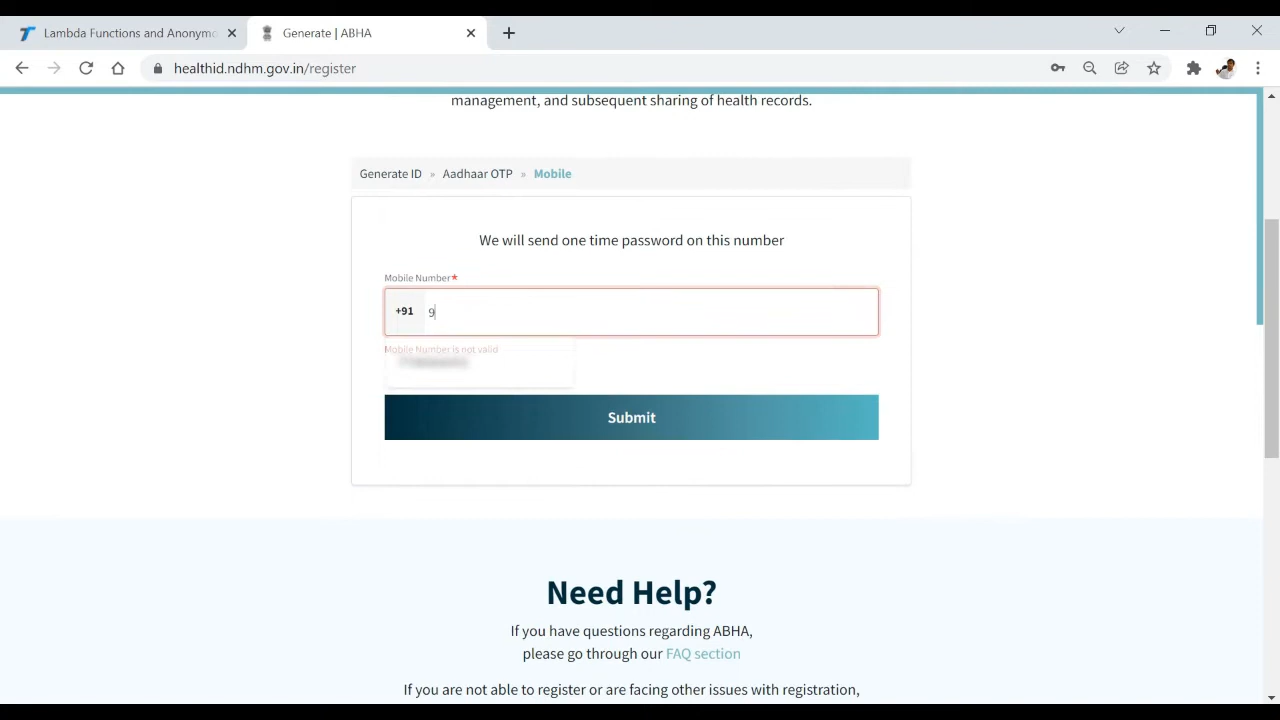 Lambda Functions and Anonymo
Generate | ABHA
healthid.ndhm.gov.in/register
management, and subsequent sharing of health records.
Generate ID » Aadhaar OTP » Mobile
We will send one time password on this number
Mobile Number*
+91 9
Mobile Number is not valid
Submit
Need Help?
If you have questions regarding ABHA,
please go through our FAQ section
If you are not able to register or are facing other issues with registration,